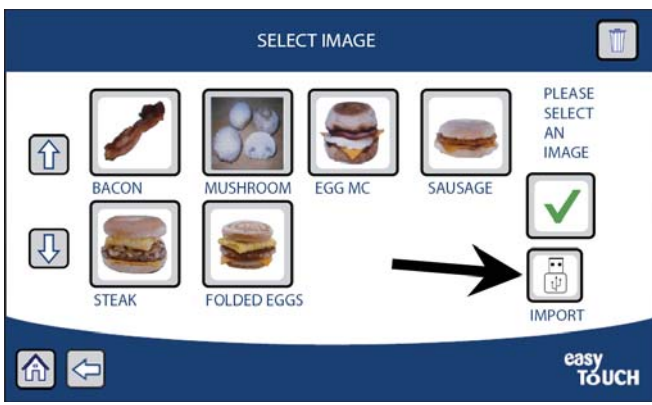 SELECT IMAGE
PLEASE
SELECT
AN
IMAGE
BACON
MUSHROOM
EGG MC
SAUSAGE
STEAK
FOLDED EGGS
IMPORT
easy
TOUCH